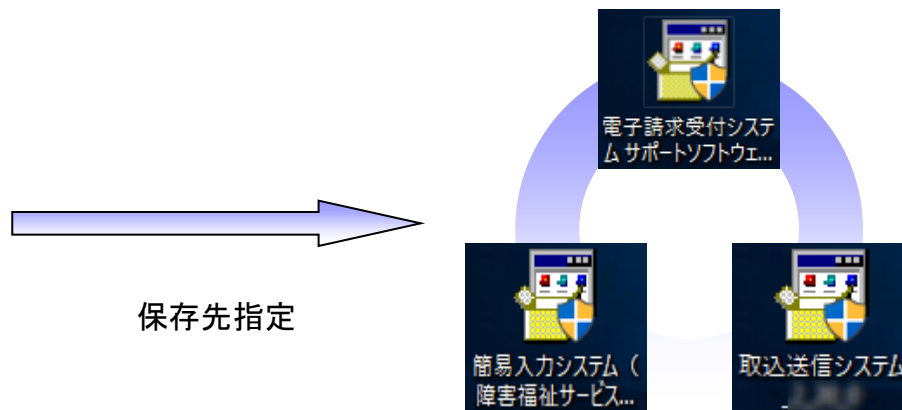 電子請求受付システ
ム サポートソフトウェ...
保存先指定
簡易入力システム（
障害福祉サービス...
取込送信システム